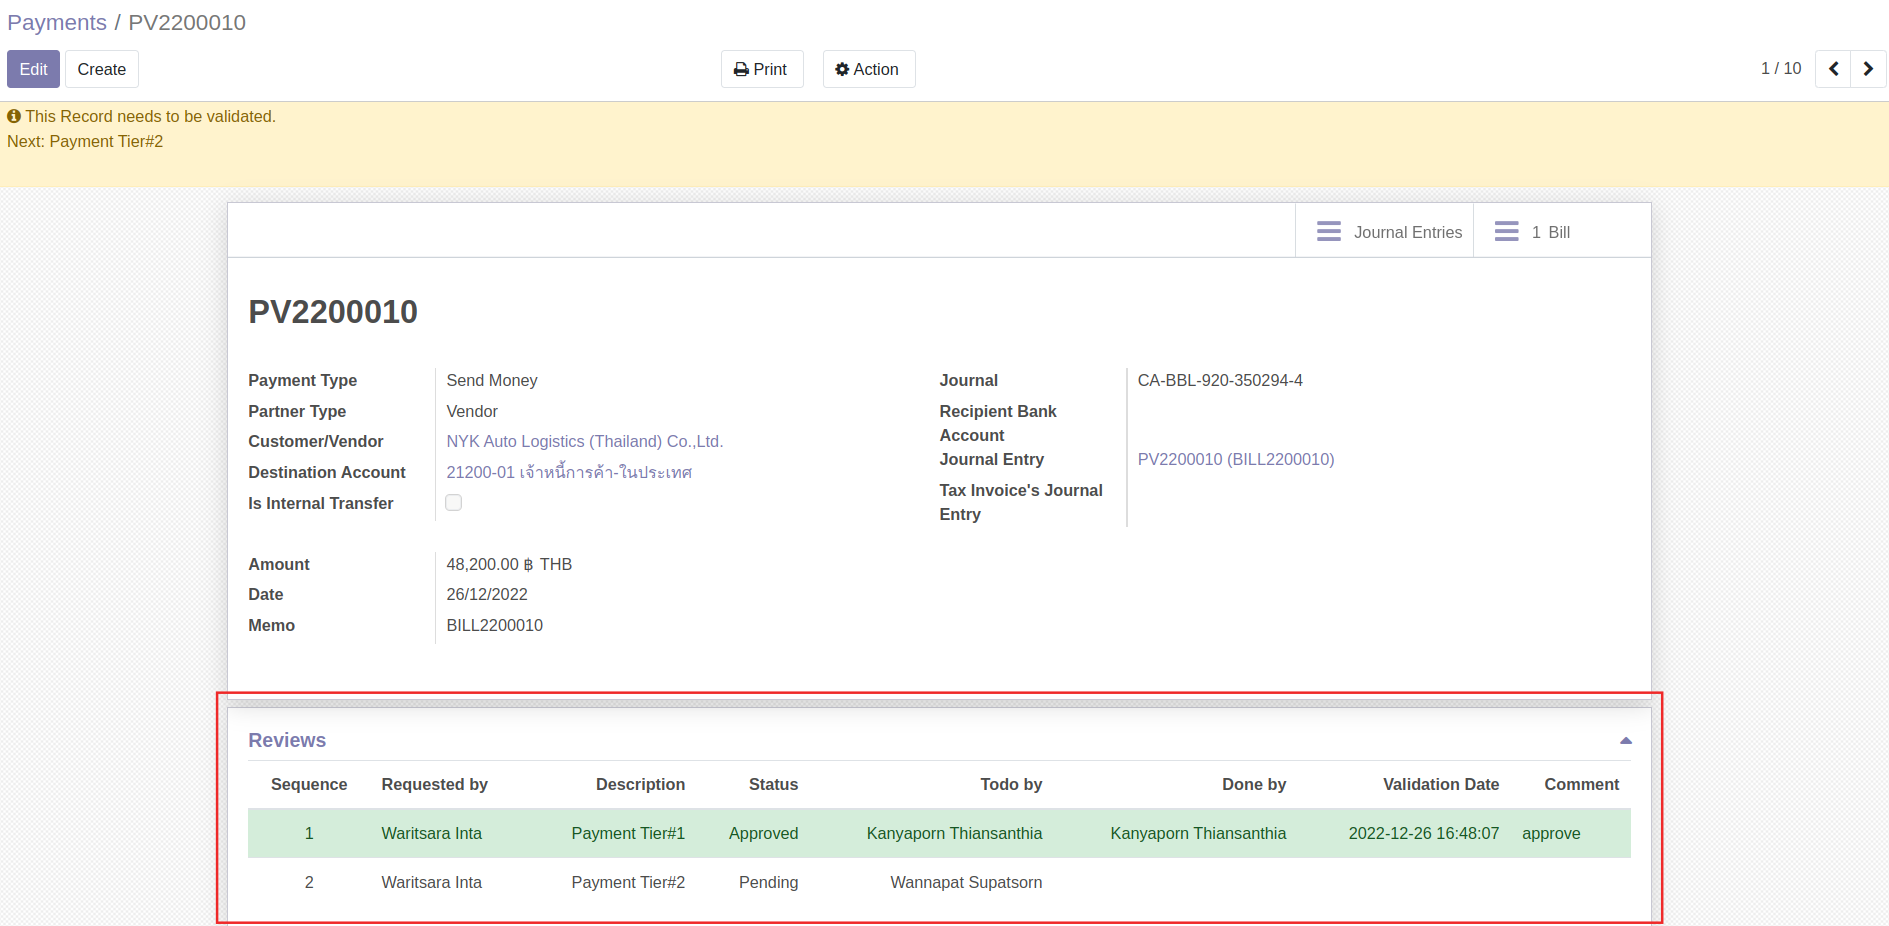 Payments / PV2200010
Edit Create Print Action 1 / 10
This Record needs to be validated.
Next: Payment Tier#2
Journal Entries 1 Bill
PV2200010
Payment Type Send Money
Partner Type Vendor
Customer/Vendor NYK Auto Logistics (Thailand) Co.,Ltd.
Destination Account 21200-01 เจ้าหนี้การค้า-ในประเทศ
Is Internal Transfer
Journal CA-BBL-920-350294-4
Recipient Bank
Account
Journal Entry PV2200010 (BILL2200010)
Tax Invoice's Journal
Entry
Amount 48,200.00 ฿ THB
Date 26/12/2022
Memo BILL2200010
Reviews
Sequence Requested by Description Status Todo by Done by Validation Date Comment
1 Waritsara Inta Payment Tier#1 Approved Kanyaporn Thiansanthia Kanyaporn Thiansanthia 2022-12-26 16:48:07 approve
2 Waritsara Inta Payment Tier#2 Pending Wannapat Supatsorn